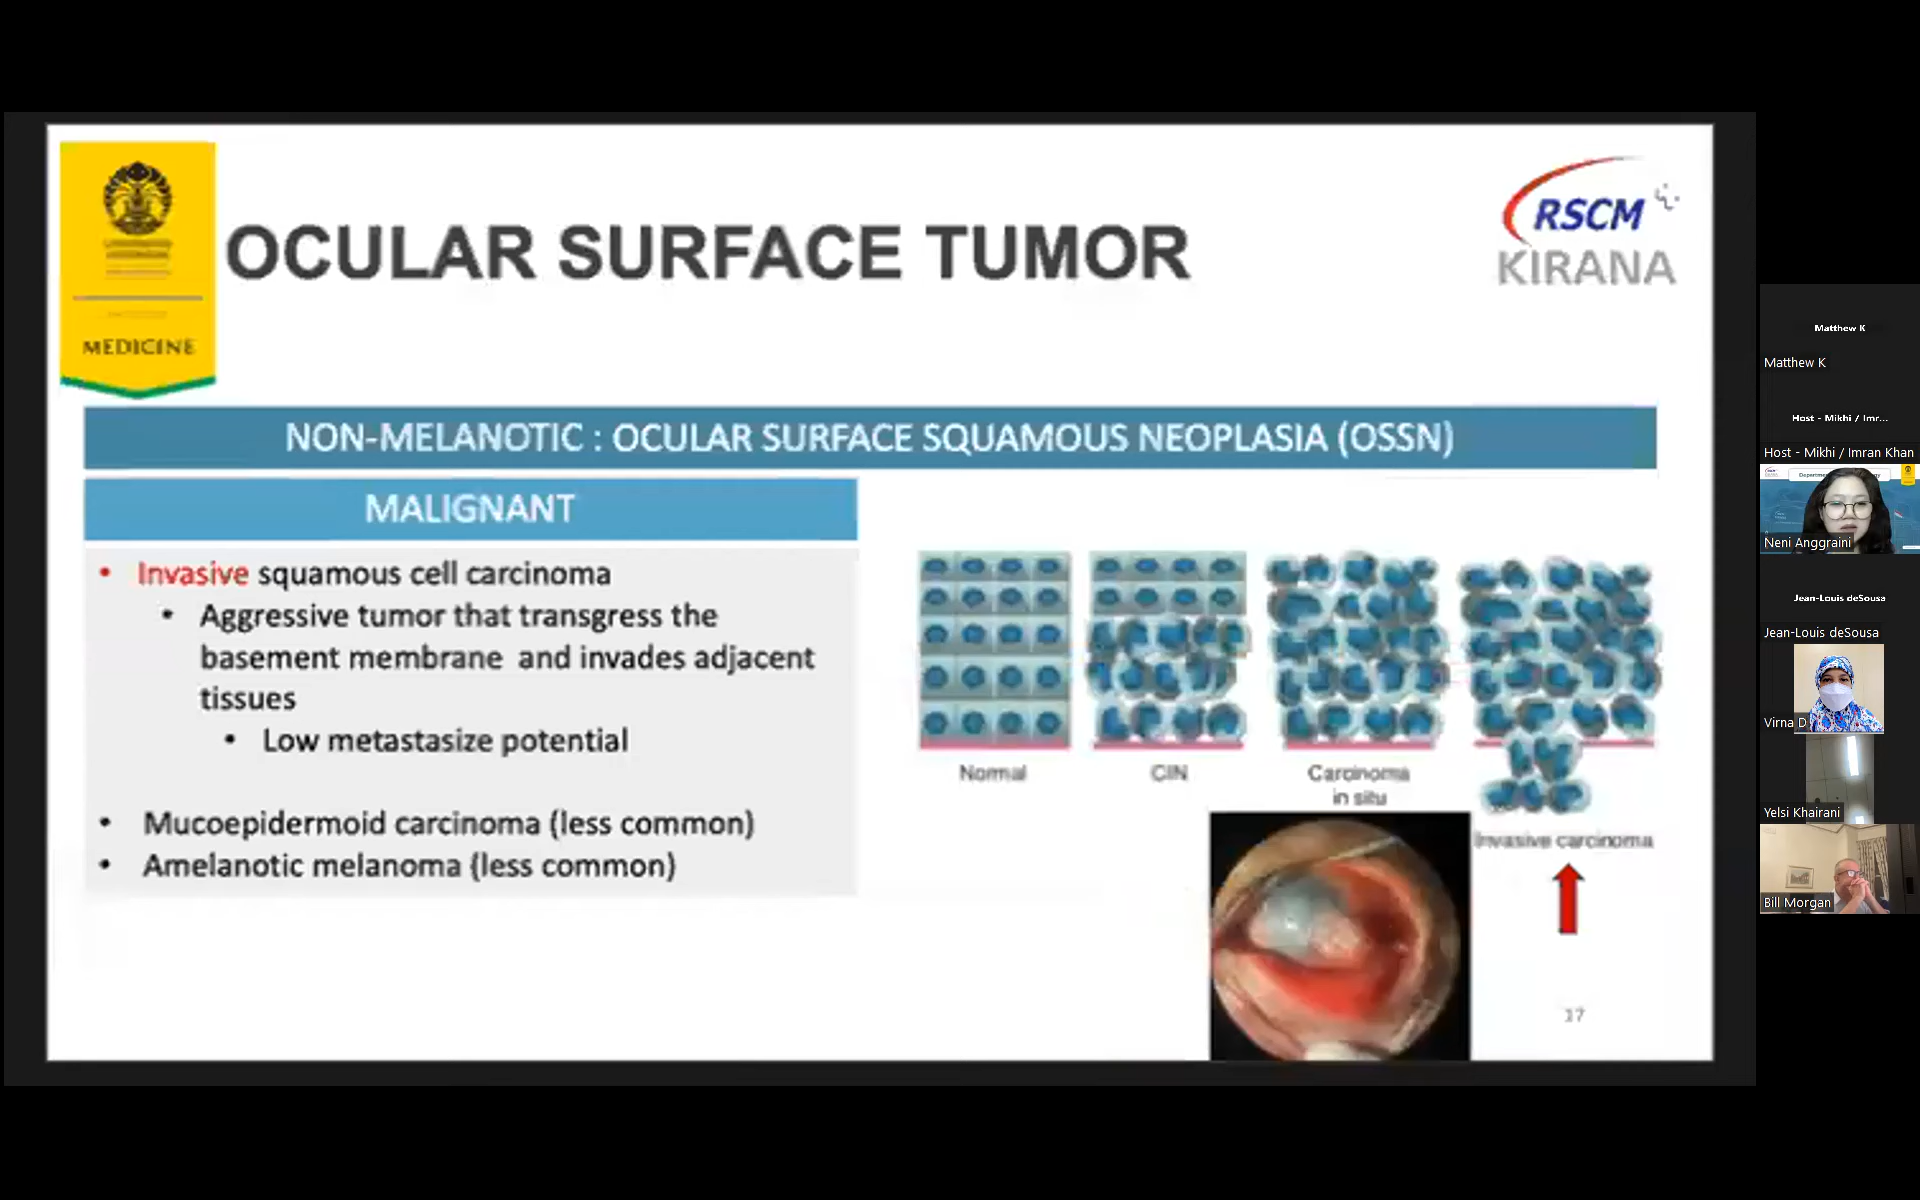 MEDICINE
OCULAR SURFACE TUMOR
RSCM
KIRANA
NON-MELANOTIC : OCULAR SURFACE SQUAMOUS NEOPLASIA (OSSN)
MALIGNANT
• Invasive squamous cell carcinoma
• Aggressive tumor that transgress the
basement membrane and invades adjacent
tissues
• Low metastasize potential
• Mucoepidermoid carcinoma (less common)
• Amelanotic melanoma (less common)
Normal
CIN
Carcinoma
in situ
Invasive carcinoma
17
Matthew K
Matthew K
Host - Mikhi / Imr...
Host - Mikhi / Imran Khan
Neni Anggraini
Jean-Louis deSousa
Jean-Louis deSousa
Virna D
Yelsi Khairani
Bill Morgan